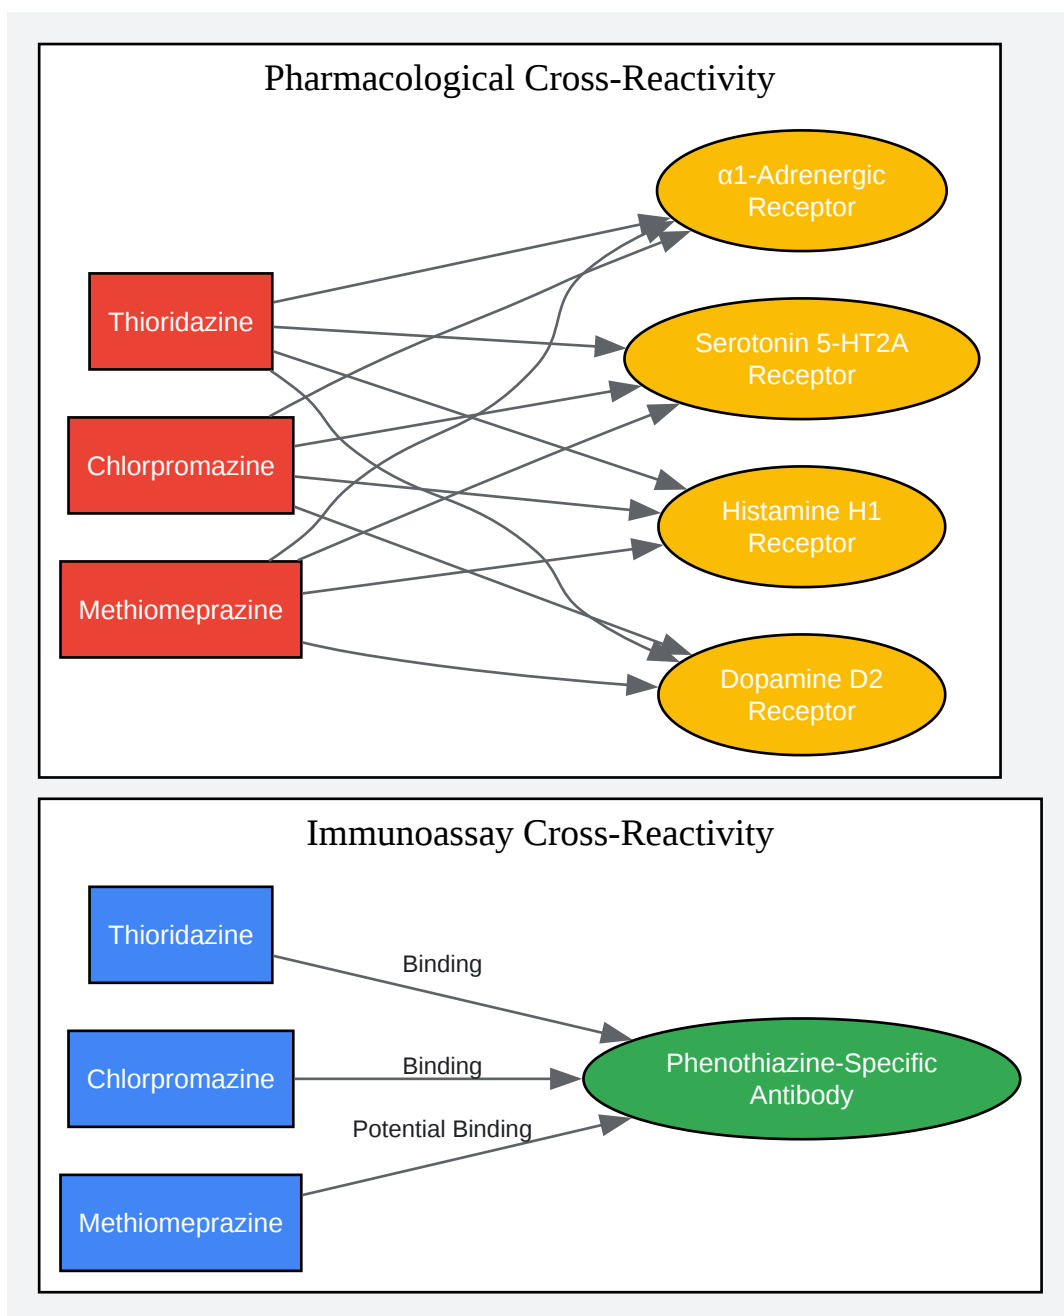 Pharmacological Cross-Reactivity
α1-Adrenergic
Receptor
Thioridazine
Serotonin 5-HT2A
Receptor
Chlorpromazine
Histamine H1
Receptor
Methiomeprazine
Dopamine D2
Receptor
Immunoassay Cross-Reactivity
Thioridazine
Binding
Chlorpromazine
Binding
Phenothiazine-Specific
Antibody
Potential Binding
Methiomeprazine